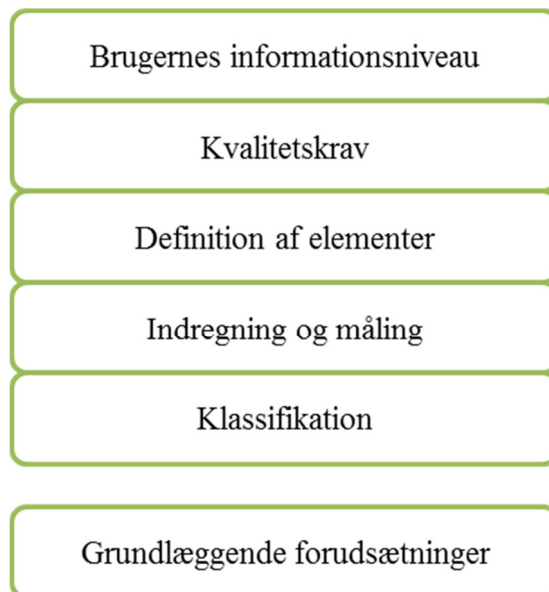 Brugernes informationsniveau
Kvalitetskrav
Definition af elementer
Indregning og måling
Klassifikation
Grundlæggende forudsætninger